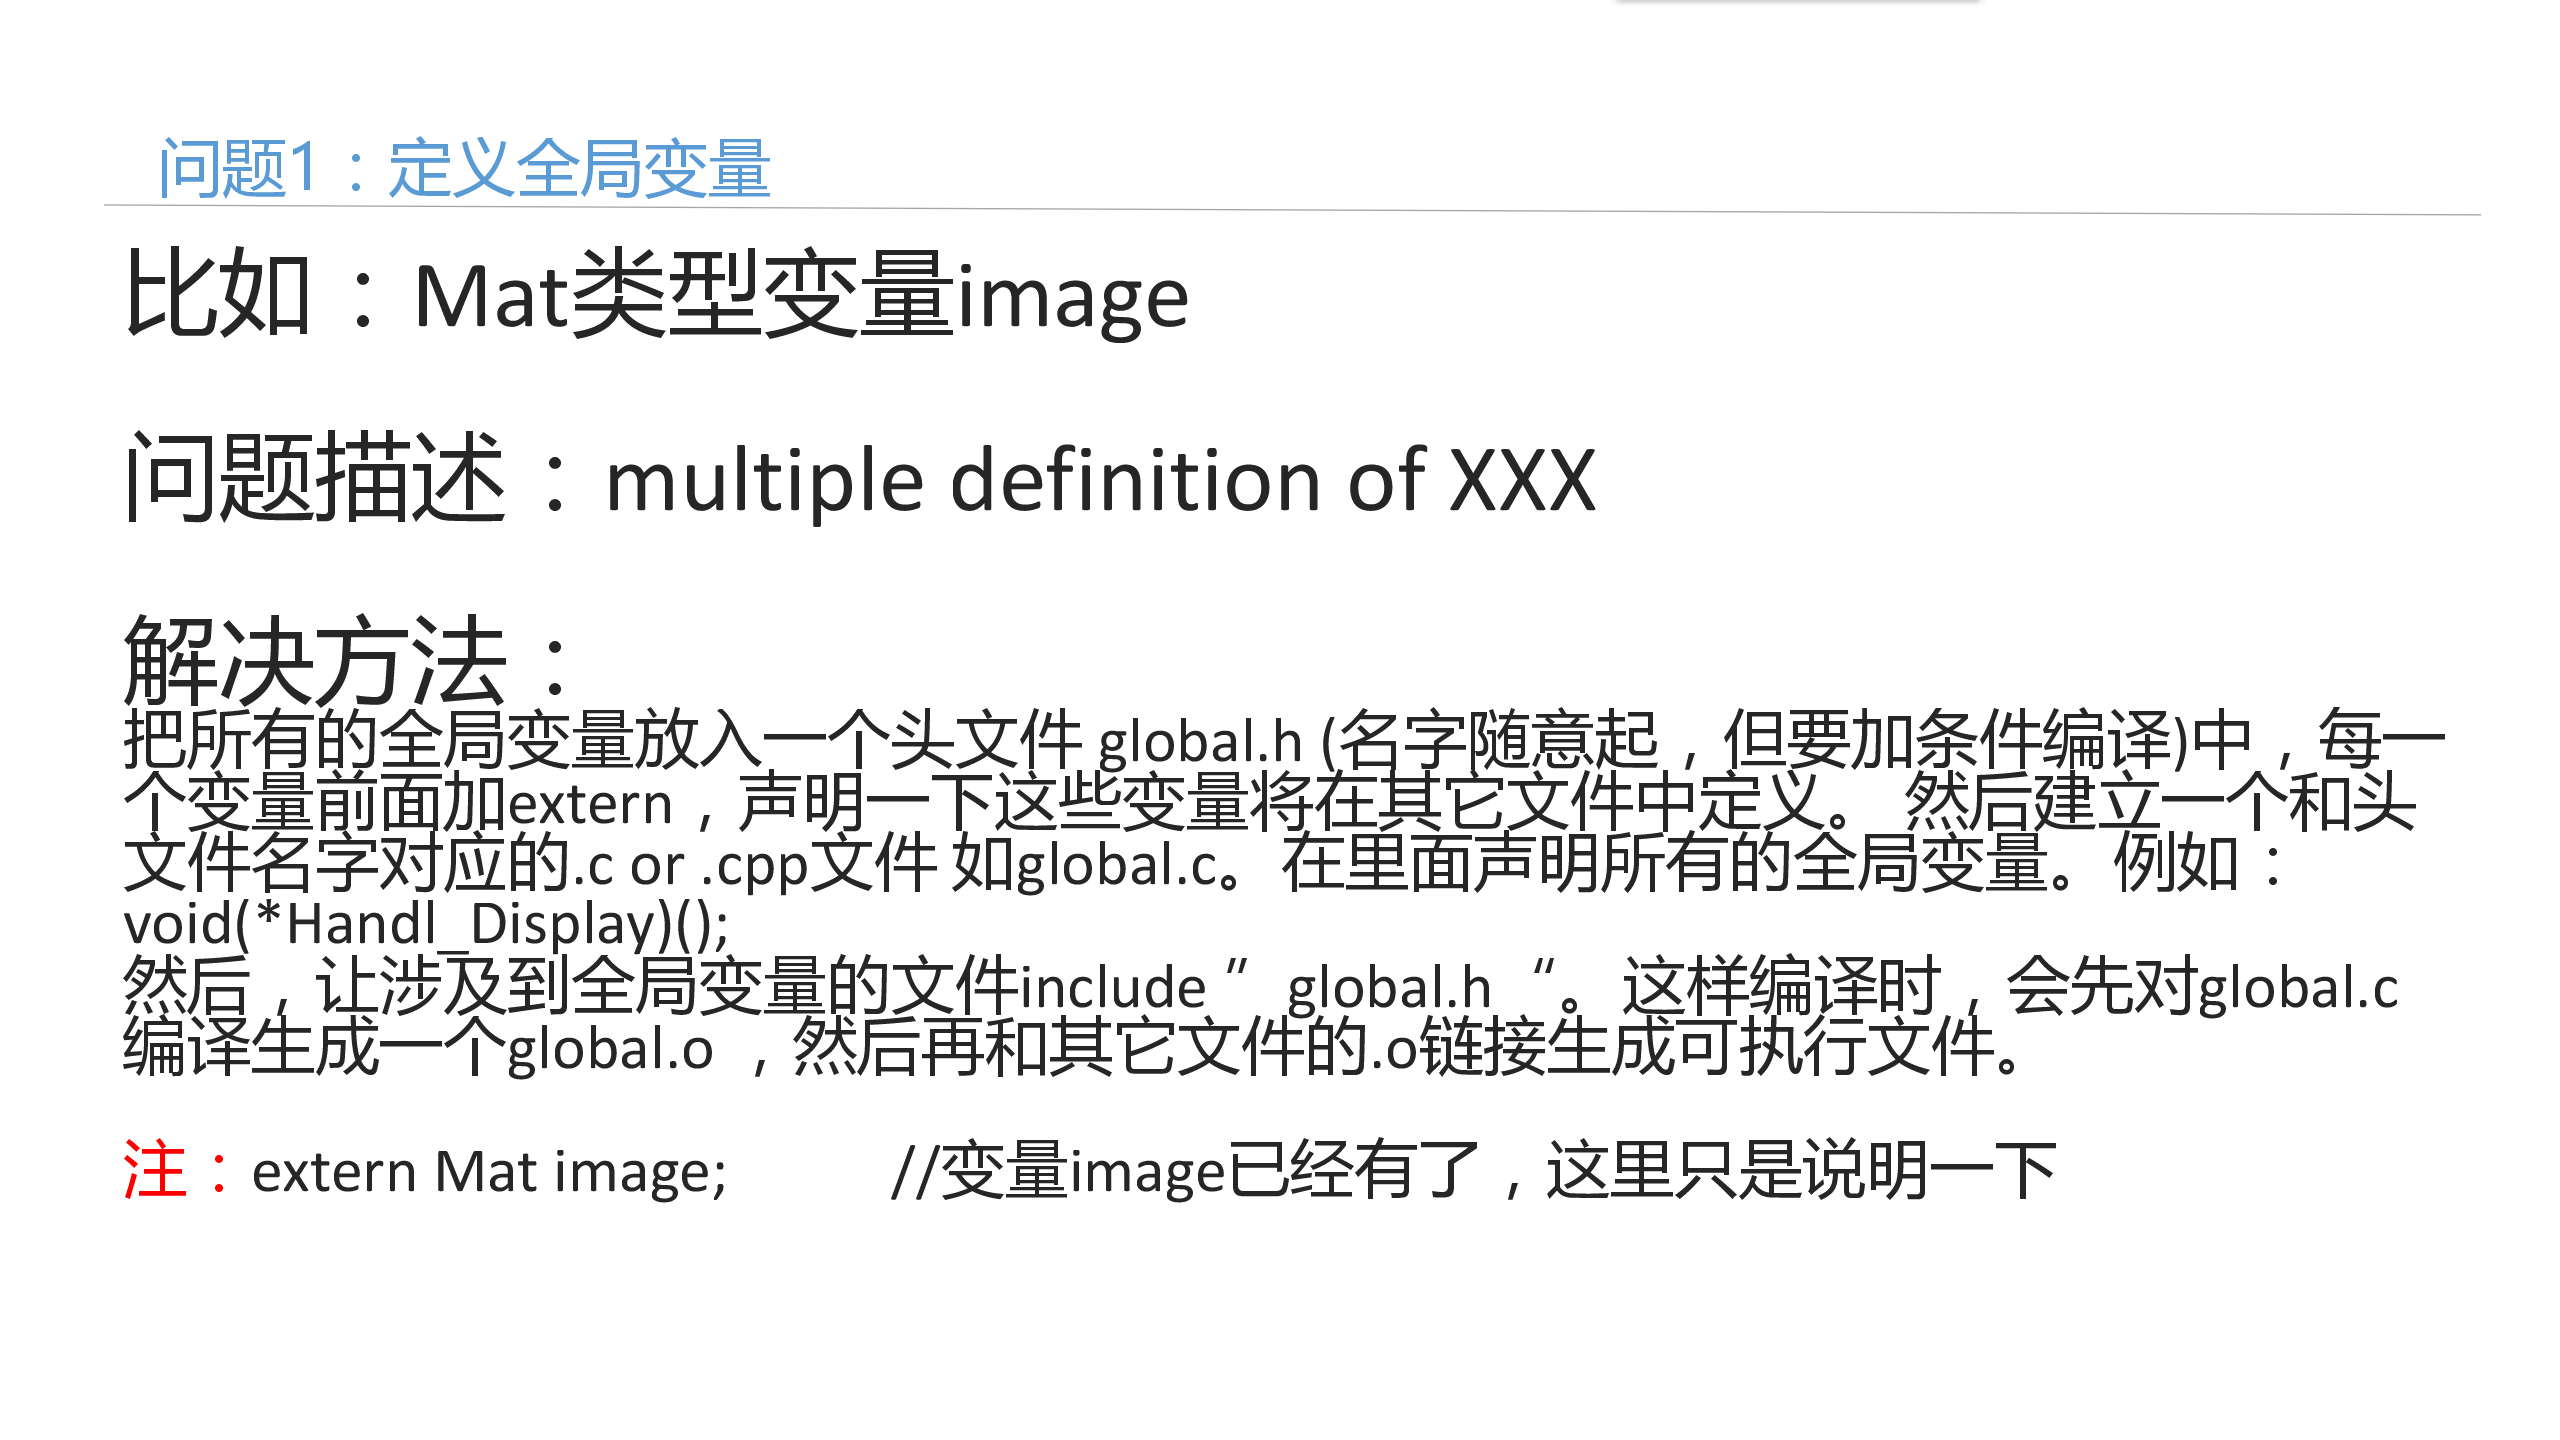 问题1：定义全局变量
比如：Mat类型变量image
问题描述：multiple definition of XXX
解决方法：
把所有的全局变量放入一个头文件 global.h (名字随意起，但要加条件编译)中，每一
个变量前面加extern，声明一下这些变量将在其它文件中定义。 然后建立一个和头
文件名字对应的.c or .cpp文件 如global.c。在里面声明所有的全局变量。例如：
void(*Handl_Display)();
然后，让涉及到全局变量的文件include ” global.h “。这样编译时，会先对global.c
编译生成一个global.o ，然后再和其它文件的.o链接生成可执行文件。
注：extern Mat image; //变量image已经有了，这里只是说明一下